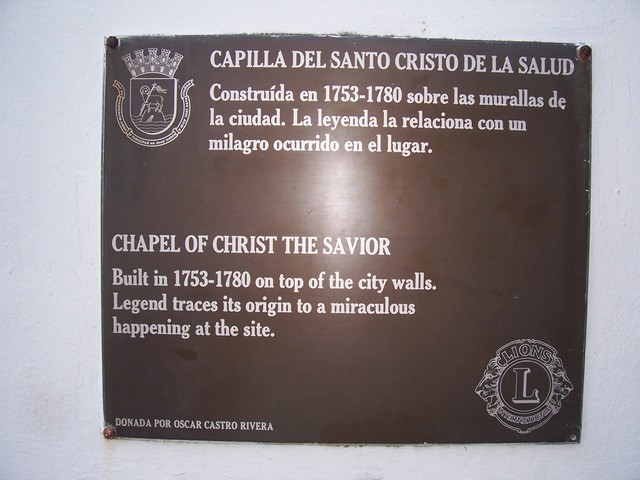 CAPILLA DEL SANTO CRISTO DE LA SALUD
Construída en 1753-1780 sobre las murallas de
la ciudad. La leyenda la relaciona con un
milagro ocurrido en el lugar.
CHAPEL OF CHRIST THE SAVIOR
Built in 1753-1780 on top of the city walls.
Legend traces its origin to a miraculous
happening at the site.
LIONS
L
INTERNATIONAL
DONADA POR OSCAR CASTRO RIVERA